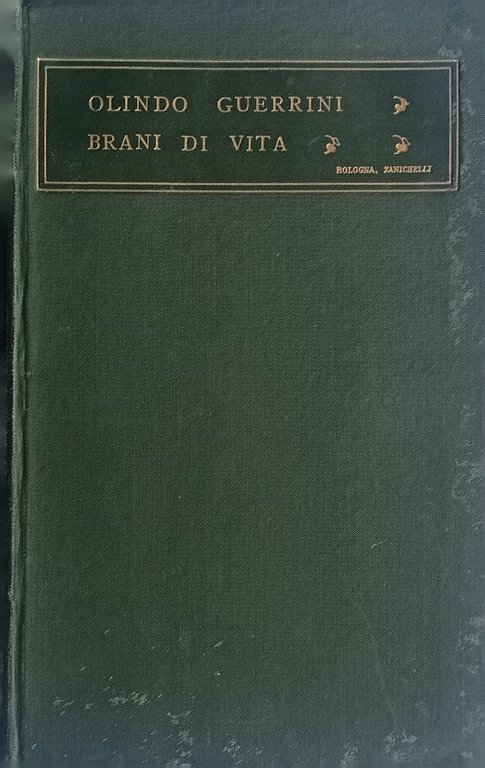 OLINDO GUERRINI
BRANI DI VITA
BOLOGNA, ZANICHELLI